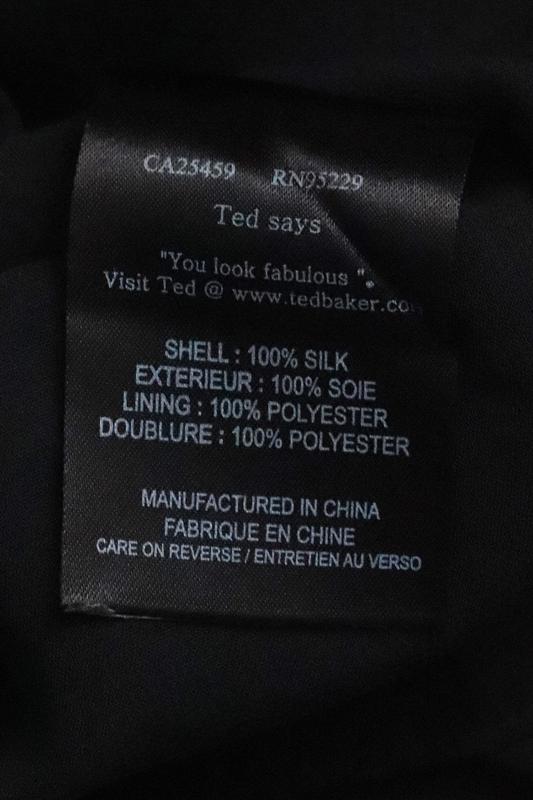 CA25459 RN95229
Ted says
"You look fabulous ".
Visit Ted @ www.tedbaker.co
SHELL : 100% SILK
EXTERIEUR : 100% SOIE
LINING : 100% POLYESTER
DOUBLURE : 100% POLYESTER
MANUFACTURED IN CHINA
FABRIQUE EN CHINE
CARE ON REVERSE / ENTRETIEN AU VERSO